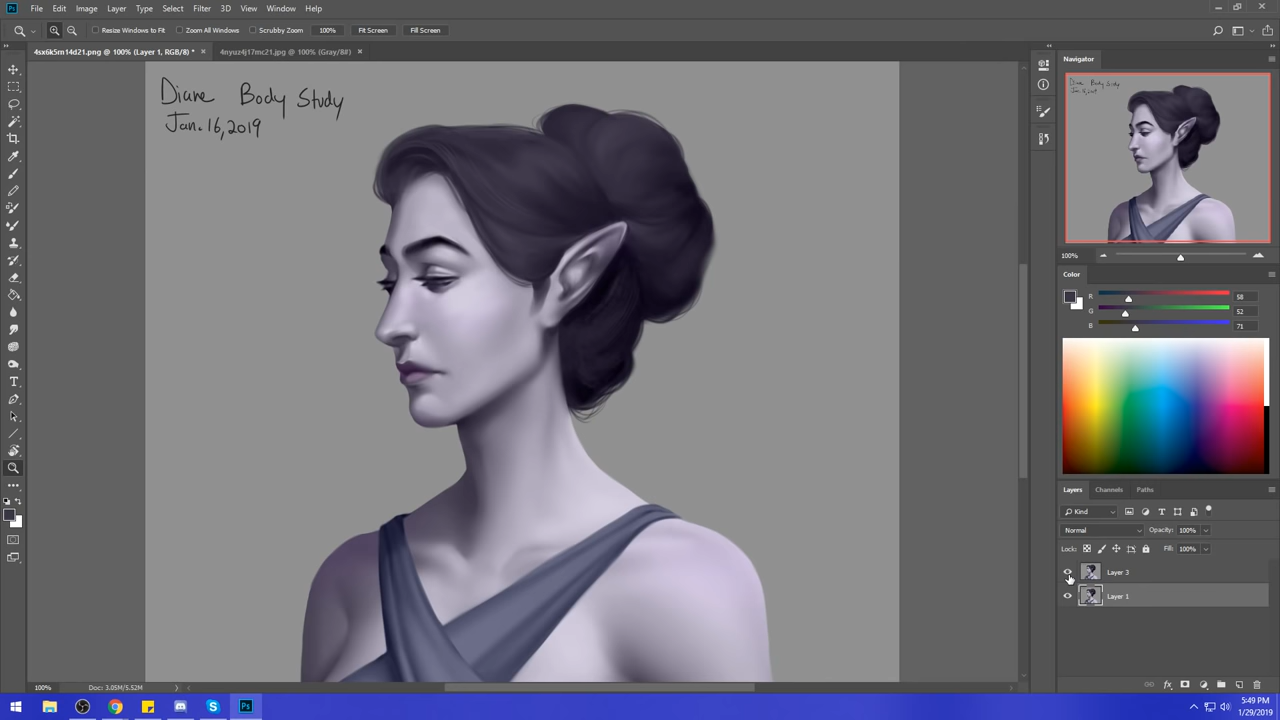 Ps File Edit Image Layer Type Select Filter 3D View Window Help
Resize Windows to Fit Zoom All Windows Scrubby Zoom 100% Fit Screen Fill Screen
4sx6k5m14d21.png @ 100% (Layer 1, RGB/8) * × 4nyuz4j17mc21.jpg @ 100% (Gray/8#) ×
Navigator
Diane Body Study
Jan. 16, 2019
100%
Color
R 58
G 52
B 71
Layers Channels Paths
Kind
Normal Opacity: 100%
Lock: Fill: 100%
Layer 3
Layer 1
100% Doc: 3.05M/5.52M
5:49 PM
1/29/2019